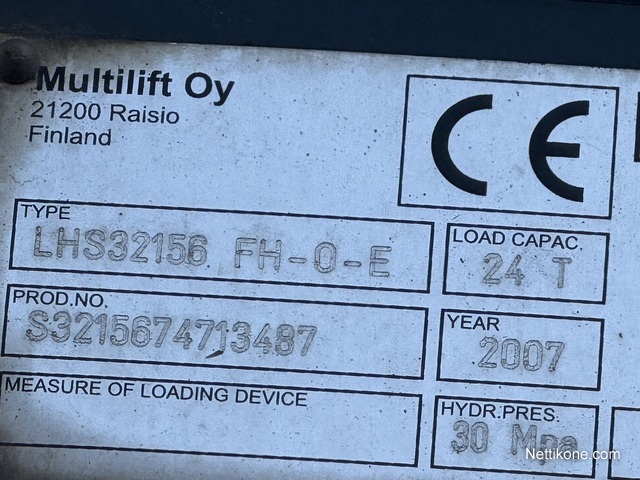 Multilift Oy
21200 Raisio
Finland
CE
TYPE
LHS32156 FH-0-E
LOAD CAPAC.
24 T
PROD.NO.
S3215674713487
YEAR
2007
MEASURE OF LOADING DEVICE
HYDR.PRES.
30 Mpa
Nettikone.com